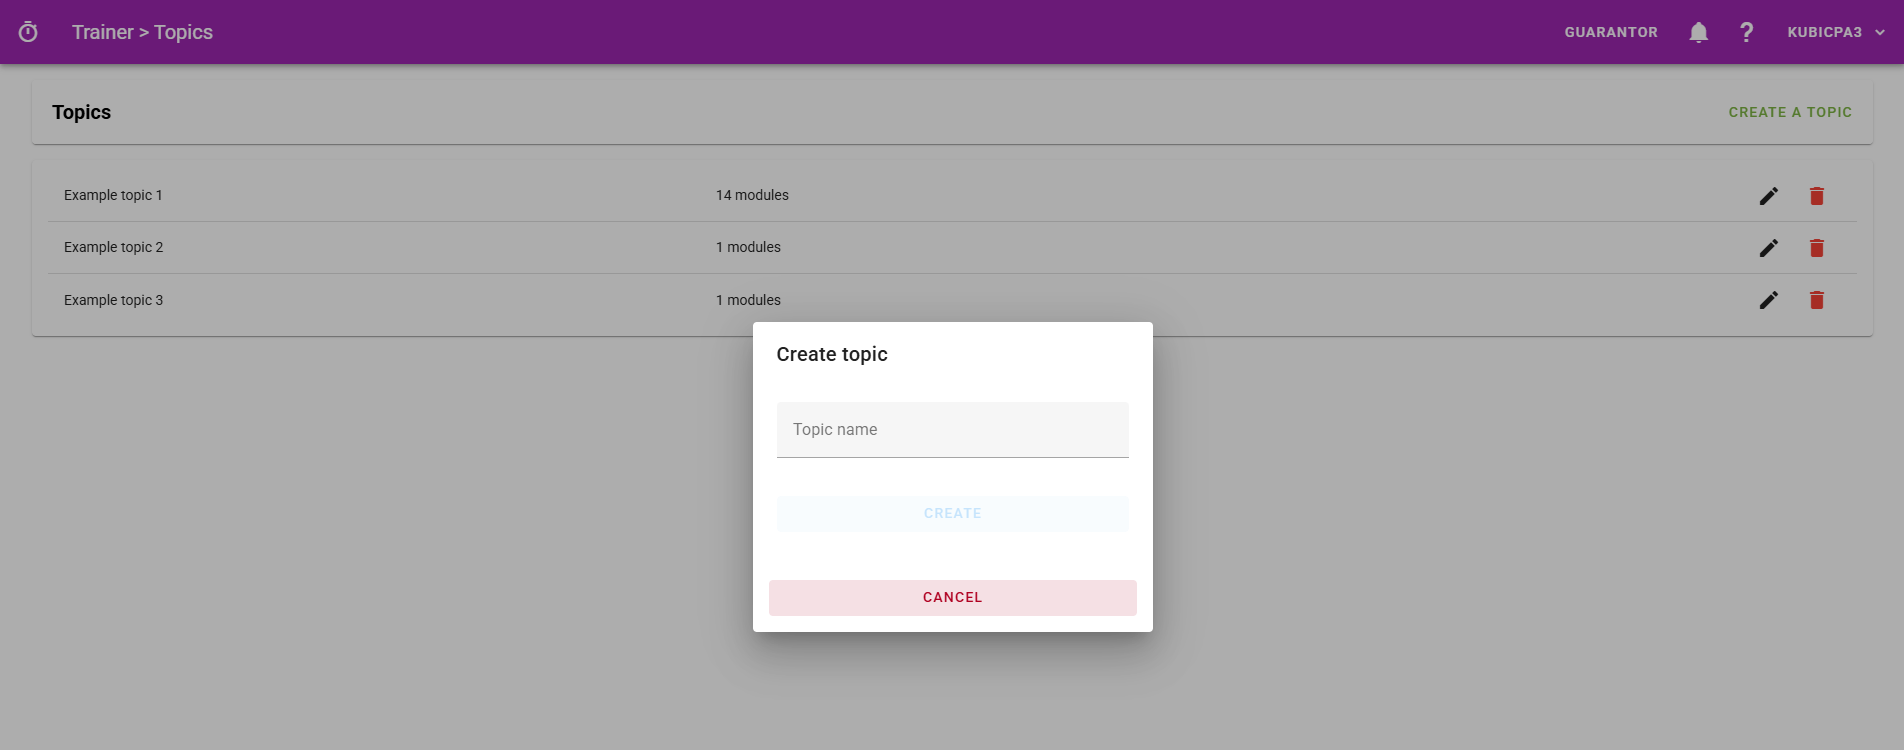 Trainer > Topics
GUARANTOR
KUBICPA3
Topics
CREATE A TOPIC
Example topic 1 14 modules
Example topic 2 1 modules
Example topic 3 1 modules
Create topic
Topic name
CREATE
CANCEL